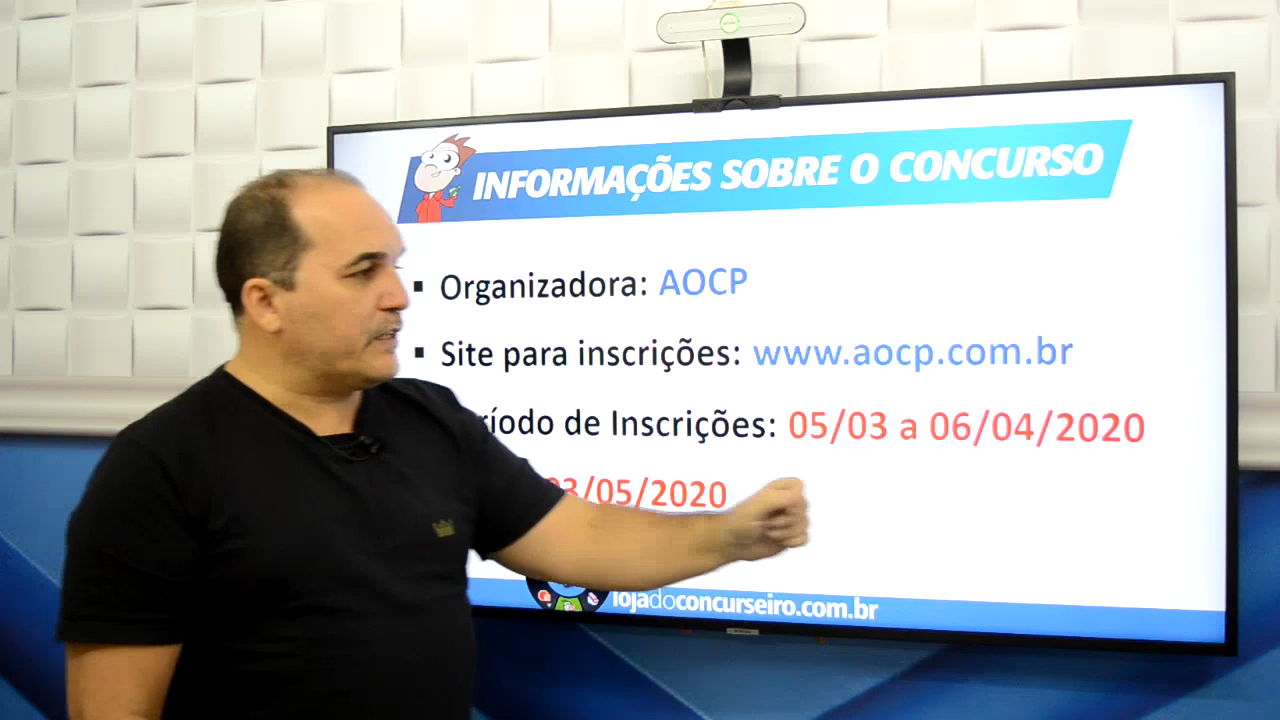 INFORMAÇÕES SOBRE O CONCURSO
▪ Organizadora: AOCP
▪ Site para inscrições: www.aocp.com.br
ríodo de Inscrições: 05/03 a 06/04/2020
03/05/2020
lojadoconcurseiro.com.br